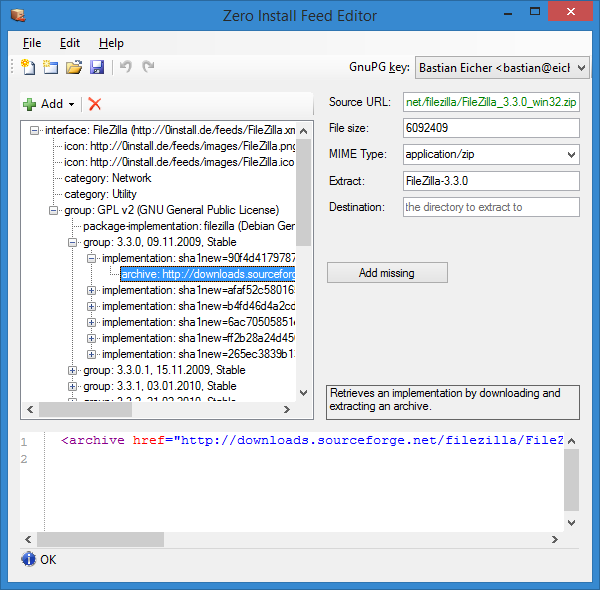 Zero Install Feed Editor
File Edit Help
GnuPG key: Bastian Eicher <bastian@eich
Add
Source URL: net/filezilla/FileZilla_3.3.0_win32.zip
File size: 6092409
MIME Type: application/zip
Extract: FileZilla-3.3.0
Destination: the directory to extract to
Add missing
Retrieves an implementation by downloading and
extracting an archive.
interface: FileZilla (http://0install.de/feeds/FileZilla.xm
icon: http://0install.de/feeds/images/FileZilla.png
icon: http://0install.de/feeds/images/FileZilla.ico
category: Network
category: Utility
group: GPL v2 (GNU General Public License)
package-implementation: filezilla (Debian Gen
group: 3.3.0, 09.11.2009, Stable
implementation: sha1new=90f4d4179787
archive: http://downloads.sourceforg
implementation: sha1new=afaf52c580165
implementation: sha1new=b4fd46d4a2cd
implementation: sha1new=6ac70505851e
implementation: sha1new=ff2b28a24d450
implementation: sha1new=265ec3839b13
group: 3.3.0.1, 15.11.2009, Stable
group: 3.3.1, 03.01.2010, Stable
1 <archive href="http://downloads.sourceforge.net/filezilla/FileZ
2
OK